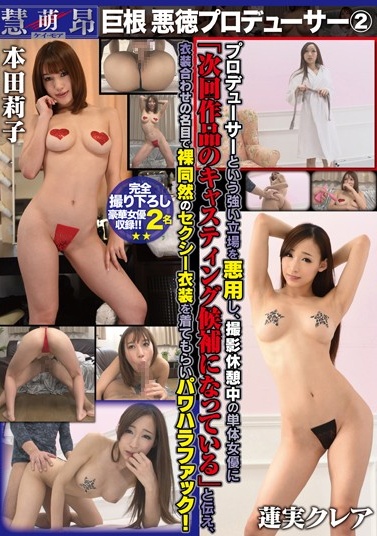 慧萌昴
ケイ・モア
巨根 悪徳プロデューサー②
本田莉子
プロデューサーという強い立場を悪用し、撮影休憩中の単体女優に
「次回作品のキャスティング候補になっている」と伝え、
衣装合わせの名目で裸同然のセクシー衣装を着てもらいパワハラファック!
完全
撮り下ろし
豪華女優
収録!!
2名
★★
蓮実クレア